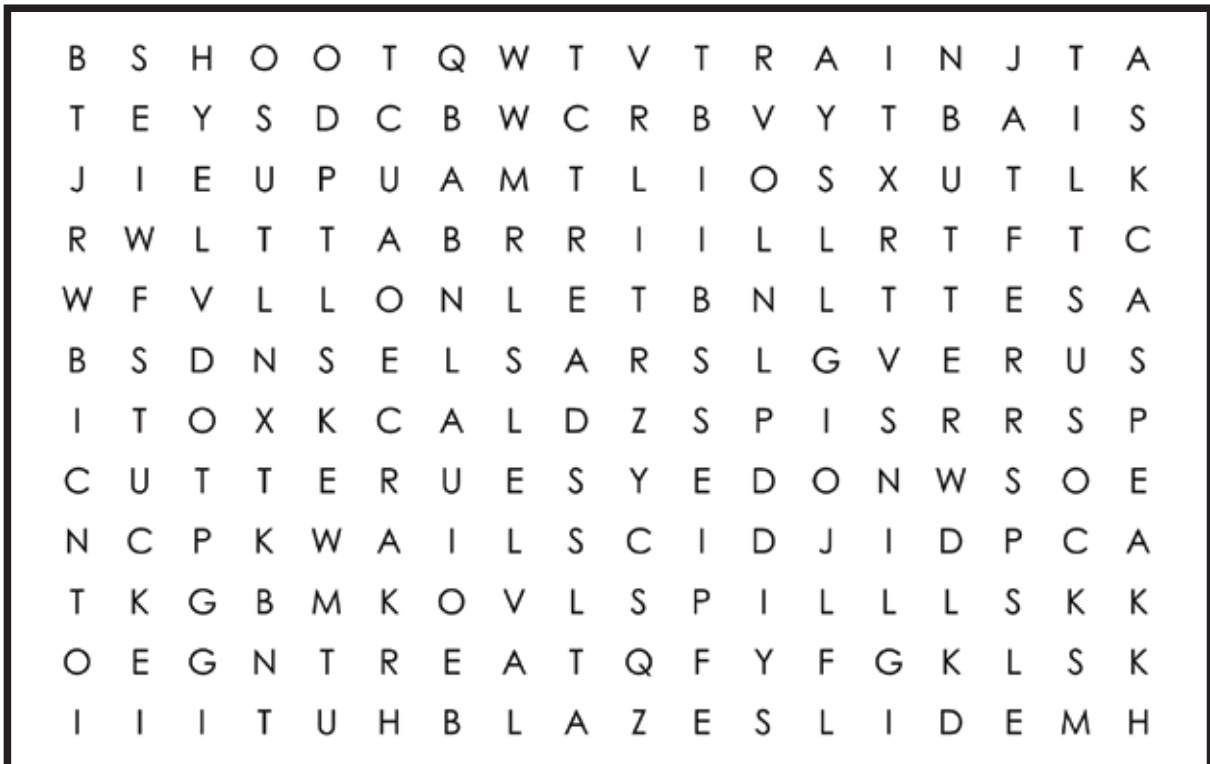 B S H O O T Q W T V T R A I N J T A
T E Y S D C B W C R B V Y T B A I S
J I E U P U A M T L I O S X U T L K
R W L T T A B R R I I L L R T F T C
W F V L L O N L E T B N L T T E S A
B S D N S E L S A R S L G V E R U S
I T O X K C A L D Z S P I S R R S P
C U T T E R U E S Y E D O N W S O E
N C P K W A I L S C I D J I D P C A
T K G B M K O V L S P I L L L S K K
O E G N T R E A T Q F Y F G K L S K
I I I T U H B L A Z E S L I D E M H